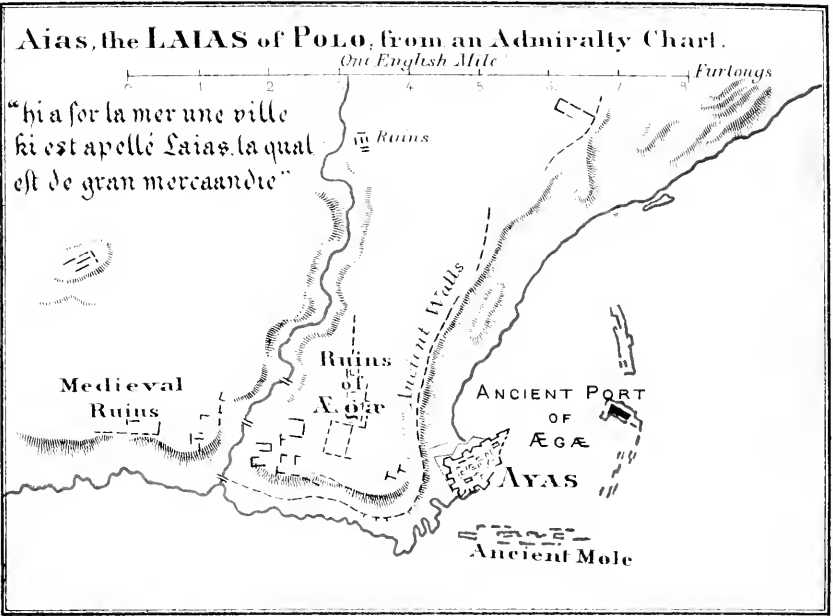 Aias, the LAIAS of POLO, from an Admiralty Chart.
One English Mile
0 1 2 3 4 5 6 7 8 Furlongs
“hi a ſor la mer une ville
ki est apellé Laias, la qual
eſt de gran mercaandie”
Ruins
Ancient Walls
Ruins
of
Ægæ
Medieval
Ruins
ANCIENT PORT
OF
ÆGÆ
AYAS
Ancient Mole